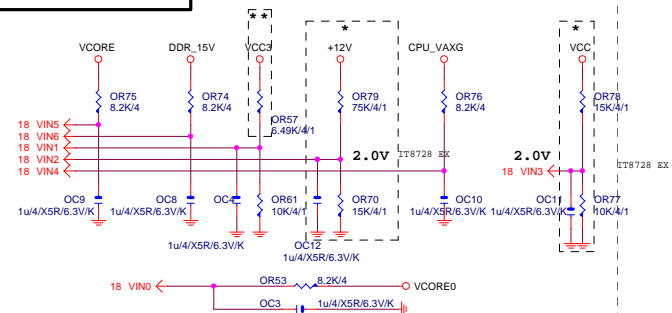 ** * *
VCORE DDR_15V VCC3 +12V CPU_VAXG VCC
OR75 OR74 OR79 OR76 OR78
8.2K/4 8.2K/4 75K/4/1 8.2K/4 15K/4/1
OR57
6.49K/4/1
18 VIN5
18 VIN6
18 VIN1
18 VIN2 2.0V IT8728 EX 2.0V IT8728 EX
18 VIN4 18 VIN3
OC9 OC8 OC4 OR61 OR70 OC10 OC11 OR77
1u/4/X5R/6.3V/K 1u/4/X5R/6.3V/K 10K/4/1 15K/4/1 1u/4/X5R/6.3V/K 1u/4/X5R/6.3V/K 10K/4/1
1u/4/X5R/6.3V/K OC12
1u/4/X5R/6.3V/K
18 VIN0 OR53 8.2K/4 VCORE0
OC3 1u/4/X5R/6.3V/K